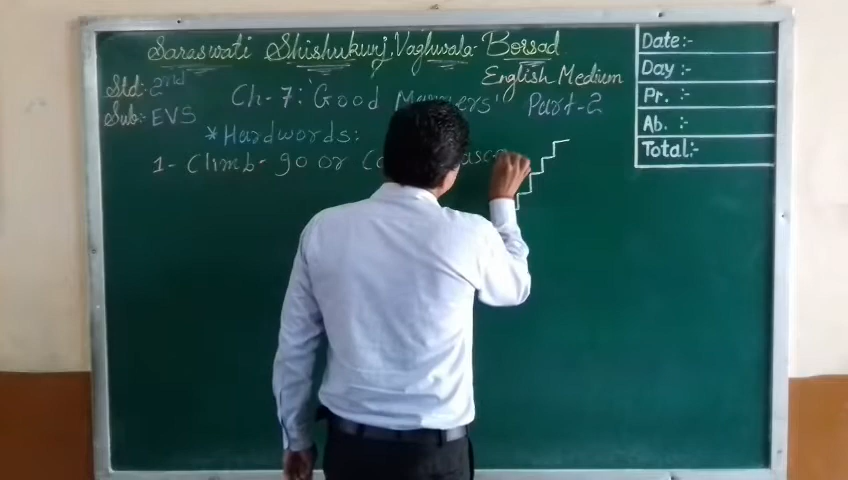 Saraswati Shishukunj, Vaghwala-Borsad
English Medium
Std:- 2nd
Sub:- EVS
Ch-7: Good Manners' Part-2
*Hardwords:
1- Climb- go or
Date:-
Day :-
Pr. :-
Ab. :-
Total:-